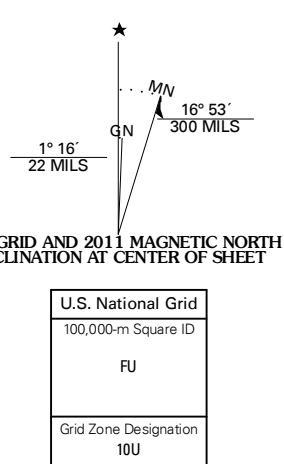 ★
MN
GN
16° 53´
300 MILS
1° 16´
22 MILS
GRID AND 2011 MAGNETIC NORTH
CLINATION AT CENTER OF SHEET
U.S. National Grid
100,000-m Square ID
FU
Grid Zone Designation
10U